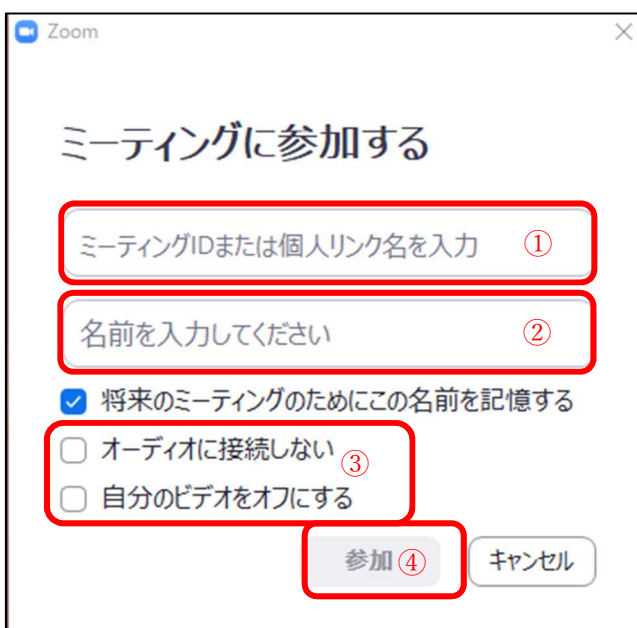 Zoom
ミーティングに参加する
ミーティングIDまたは個人リンク名を入力 ①
名前を入力してください ②
将来のミーティングのためにこの名前を記憶する
オーディオに接続しない ③
自分のビデオをオフにする
参加 ④ キャンセル